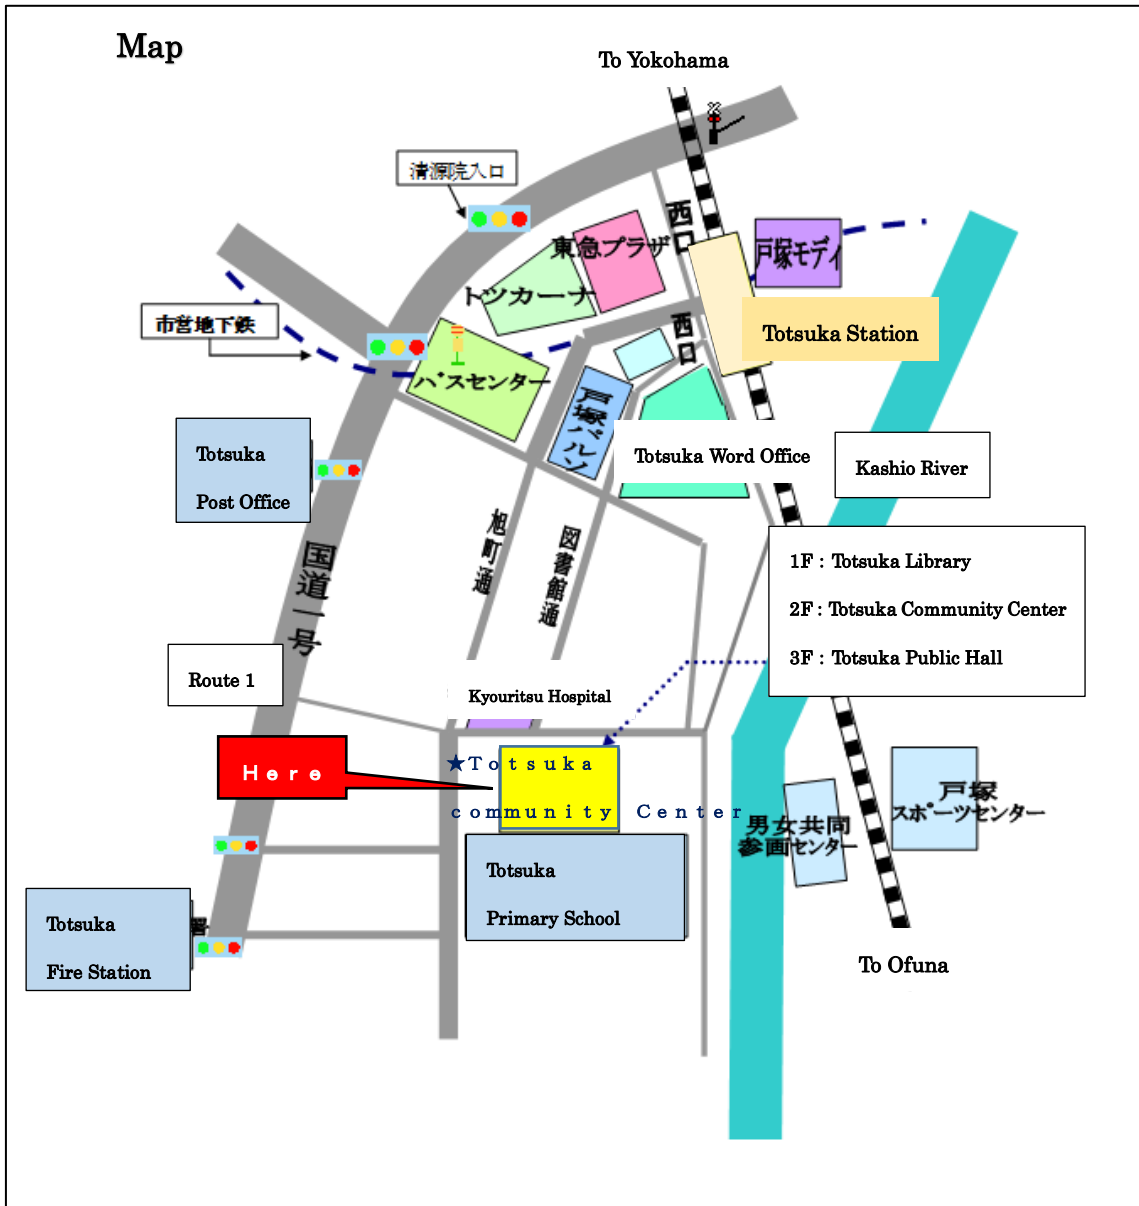 Map
To Yokohama
清源院入口
西口
東急プラザ
戸塚モディ
トツカーナ
市営地下鉄
西口
Totsuka Station
バスセンター
戸塚パルソ
Totsuka
Post Office
Totsuka Word Office
Kashio River
旭町通
図書館通
国道一号
1F : Totsuka Library
2F : Totsuka Community Center
3F : Totsuka Public Hall
Route 1
Kyouritsu Hospital
Here
★Totsuka
community Center
戸塚
スポーツセンター
男女共同
参画センター
Totsuka
Primary School
Totsuka
Fire Station
署
To Ofuna